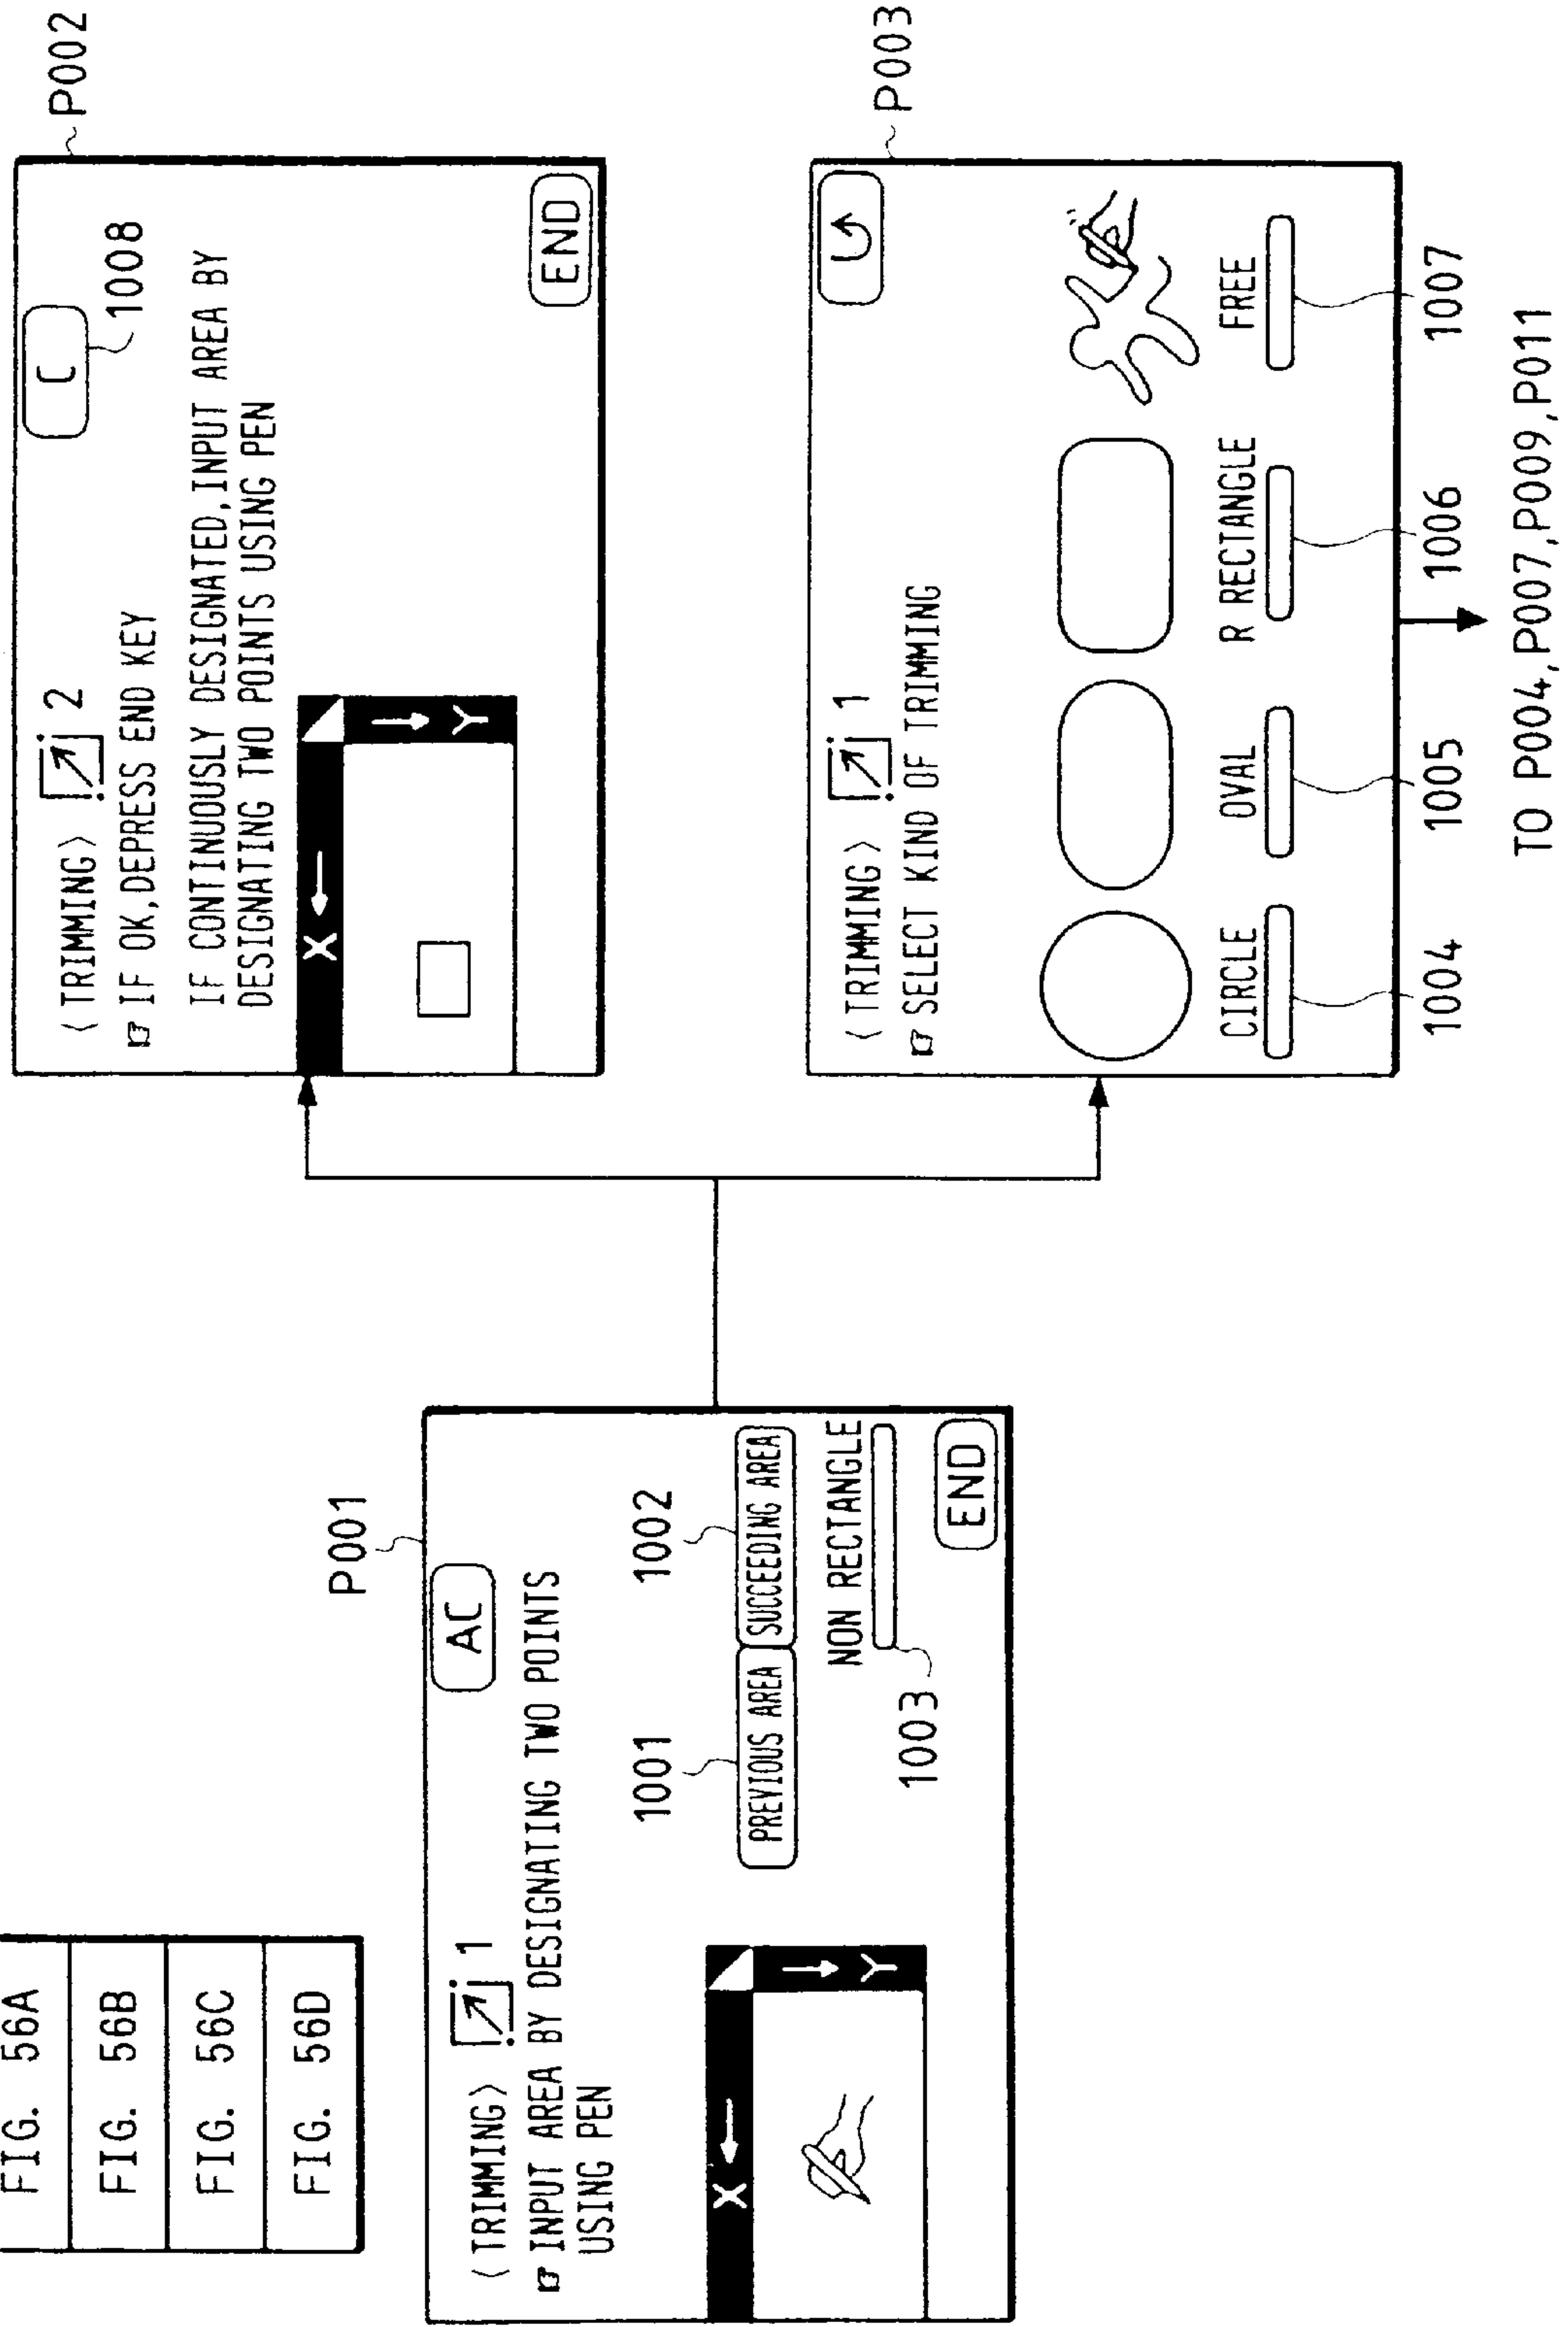 FIG. 56A
FIG. 56B
FIG. 56C
FIG. 56D
P001
AC
<TRIMMING> 1
INPUT AREA BY DESIGNATING TWO POINTS
USING PEN
1001
1002
X
Y
PREVIOUS AREA
SUCCEEDING AREA
NON RECTANGLE
1003
END
P002
C
1008
<TRIMMING> 2
IF OK,DEPRESS END KEY
IF CONTINUOUSLY DESIGNATED,INPUT AREA BY
DESIGNATING TWO POINTS USING PEN
X
Y
END
P003
<TRIMMING> 1
SELECT KIND OF TRIMMING
CIRCLE
OVAL
R RECTANGLE
FREE
1004
1005
1006
1007
TO P004,P007,P009,P011